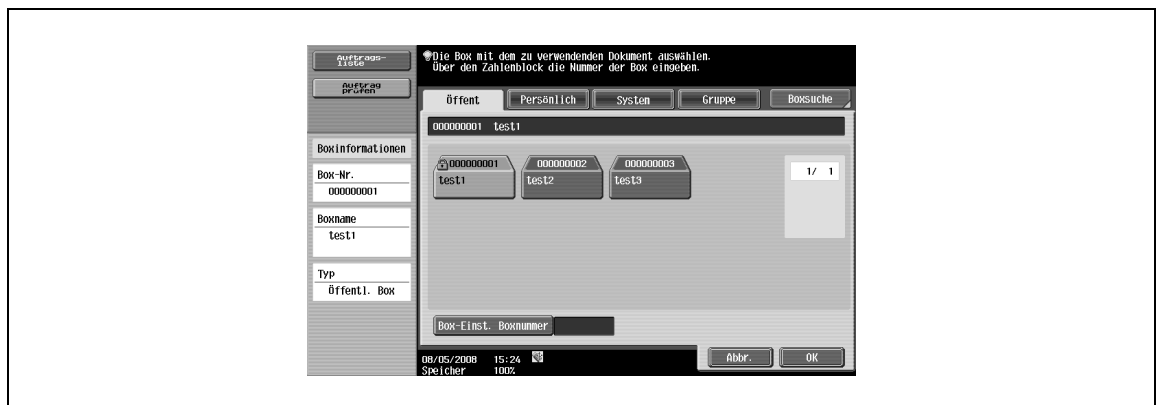 Auftrags-
liste
Auftrag
prüfen
Die Box mit dem zu verwendenden Dokument auswählen.
Über den Zahlenblock die Nummer der Box eingeben.
Öffent
Persönlich
System
Gruppe
Boxsuche
000000001 test1
Boxinformationen
Box-Nr.
000000001
Boxname
test1
Typ
Öffentl. Box
000000001
test1
000000002
test2
000000003
test3
1/ 1
Box-Einst. Boxnummer
08/05/2008 15:24
Speicher 100%
Abbr.
OK